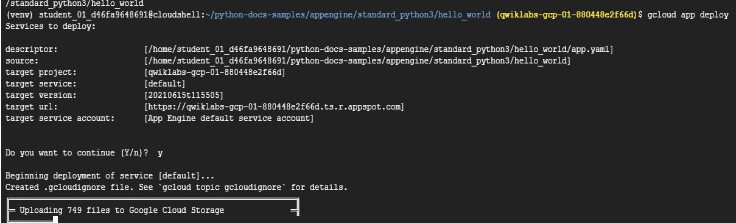 /standard_python3/hello_world
(venv) student_01_d46fa9648691@cloudshell:~/python-docs-samples/appengine/standard_python3/hello_world (qwiklabs-gcp-01-880448e2f66d)$ gcloud app deploy
Services to deploy:
descriptor: [/home/student_01_d46fa9648691/python-docs-samples/appengine/standard_python3/hello_world/app.yaml]
source: [/home/student_01_d46fa9648691/python-docs-samples/appengine/standard_python3/hello_world]
target project: [qwiklabs-gcp-01-880448e2f66d]
target service: [default]
target version: [20210615t115505]
target url: [https://qwiklabs-gcp-01-880448e2f66d.ts.r.appspot.com]
target service account: [App Engine default service account]
Do you want to continue (Y/n)? y
Beginning deployment of service [default]...
Created .gcloudignore file. See `gcloud topic gcloudignore` for details.
Uploading 749 files to Google Cloud Storage